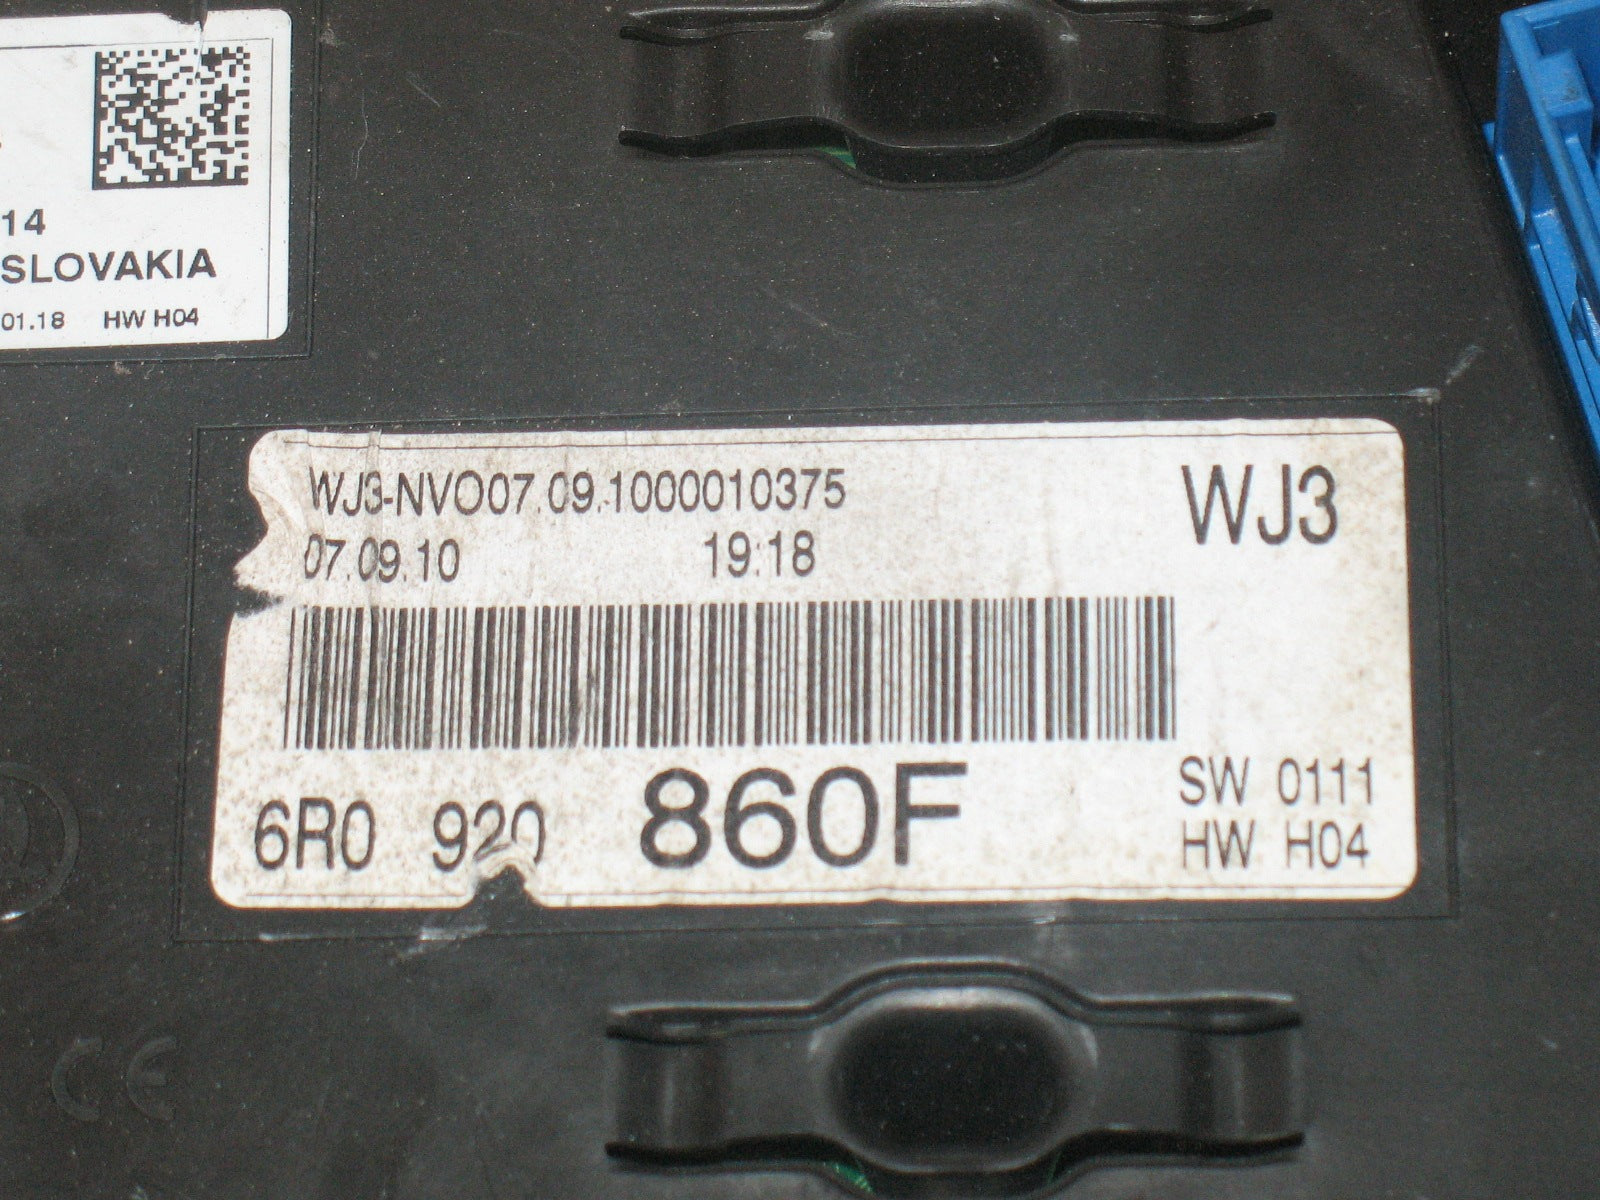 14
SLOVAKIA
01.18 HW H04
WJ3-NVO07.09.1000010375
WJ3
07.09.10 19:18
6R0 920 860F
SW 0111
HW H04
CE